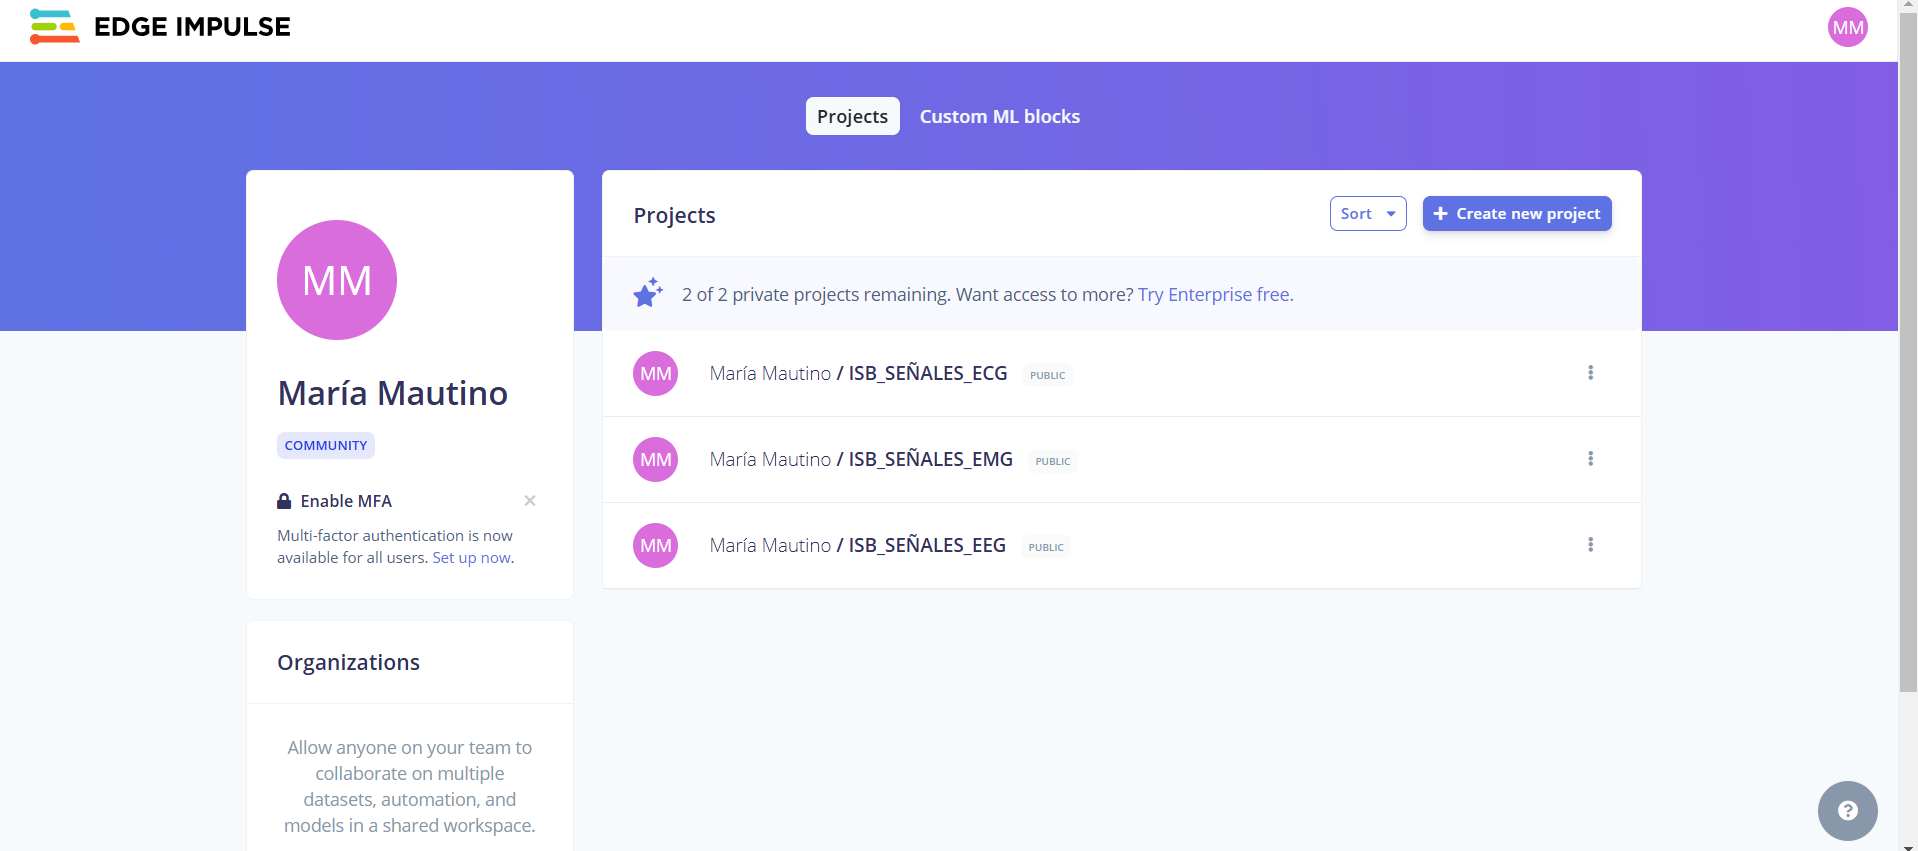 EDGE IMPULSE
MM
Projects
Custom ML blocks
MM
María Mautino
COMMUNITY
Enable MFA
Multi-factor authentication is now
available for all users. Set up now.
Organizations
Allow anyone on your team to
collaborate on multiple
datasets, automation, and
models in a shared workspace.
Projects
Sort
+ Create new project
2 of 2 private projects remaining. Want access to more? Try Enterprise free.
MM María Mautino / ISB_SEÑALES_ECG PUBLIC
MM María Mautino / ISB_SEÑALES_EMG PUBLIC
MM María Mautino / ISB_SEÑALES_EEG PUBLIC
?